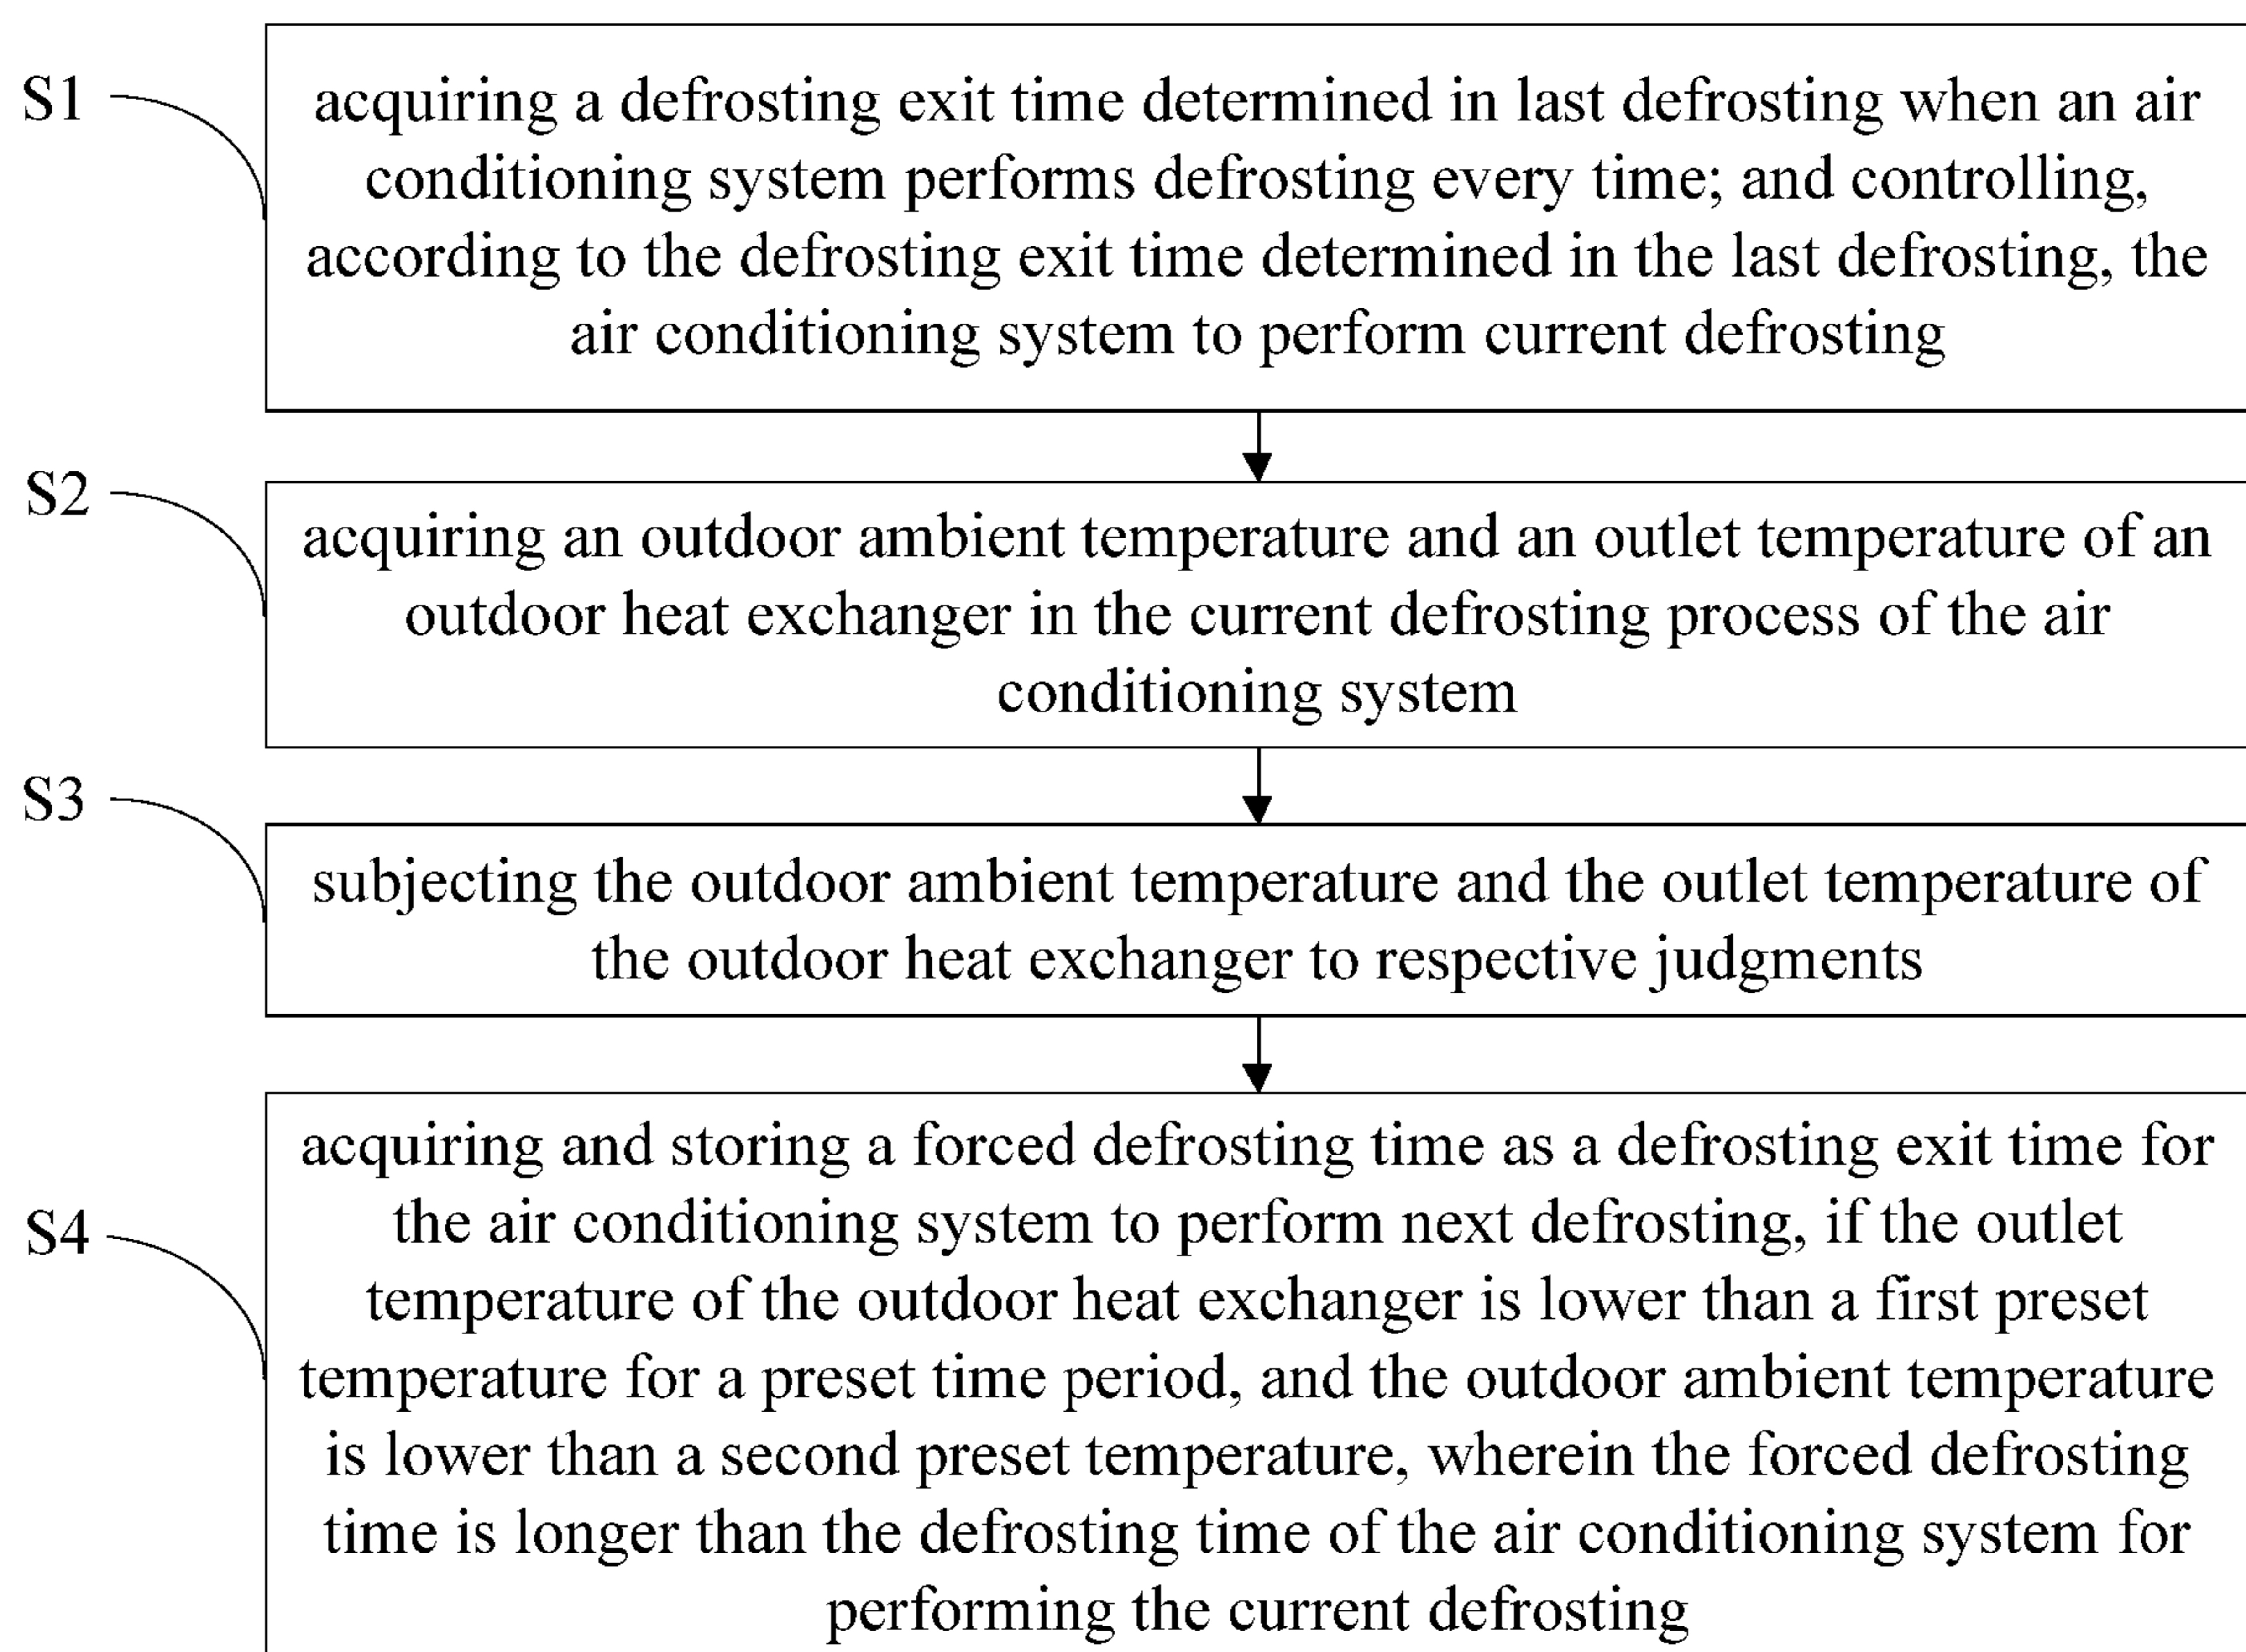 S1
acquiring a defrosting exit time determined in last defrosting when an air
conditioning system performs defrosting every time; and controlling,
according to the defrosting exit time determined in the last defrosting, the
air conditioning system to perform current defrosting
S2
acquiring an outdoor ambient temperature and an outlet temperature of an
outdoor heat exchanger in the current defrosting process of the air
conditioning system
S3
subjecting the outdoor ambient temperature and the outlet temperature of
the outdoor heat exchanger to respective judgments
S4
acquiring and storing a forced defrosting time as a defrosting exit time for
the air conditioning system to perform next defrosting, if the outlet
temperature of the outdoor heat exchanger is lower than a first preset
temperature for a preset time period, and the outdoor ambient temperature
is lower than a second preset temperature, wherein the forced defrosting
time is longer than the defrosting time of the air conditioning system for
performing the current defrosting